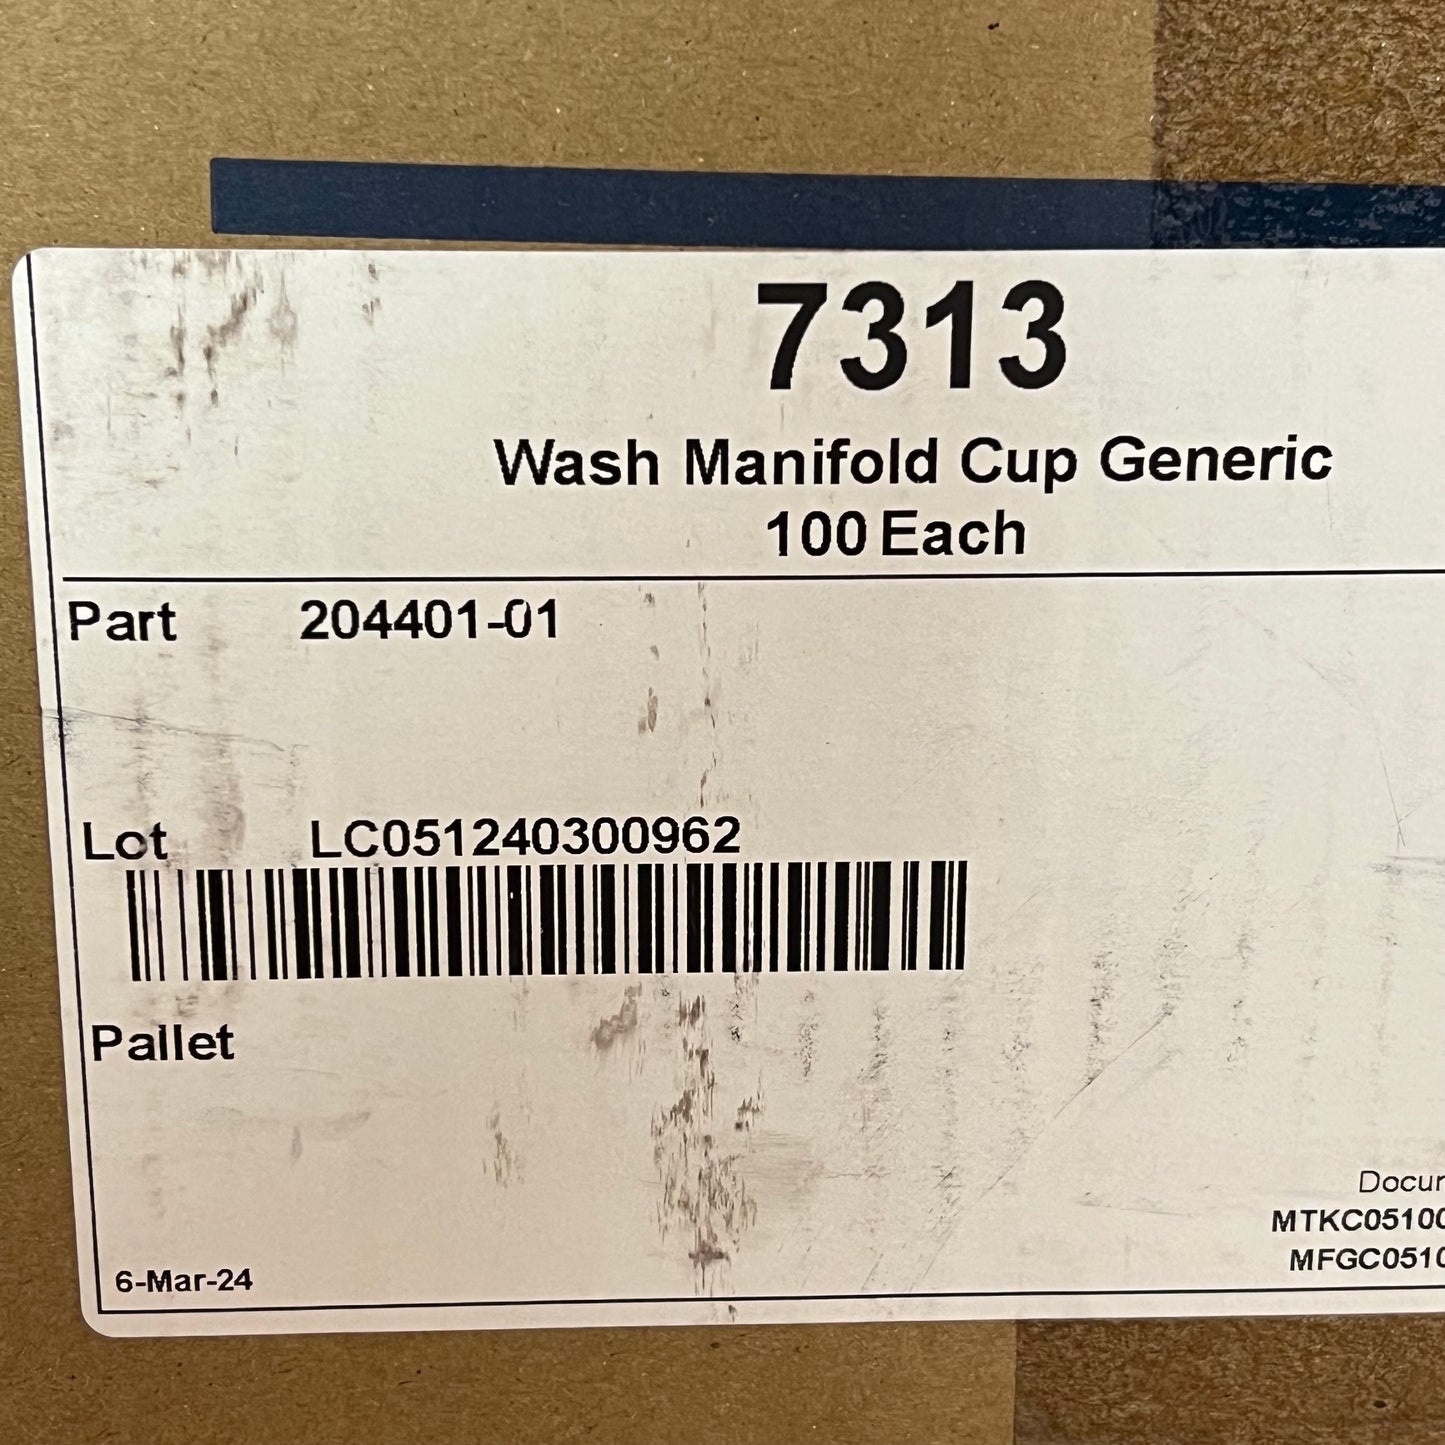 7313
Wash Manifold Cup Generic
100 Each
Part 204401-01
Lot LC051240300962
Pallet
6-Mar-24